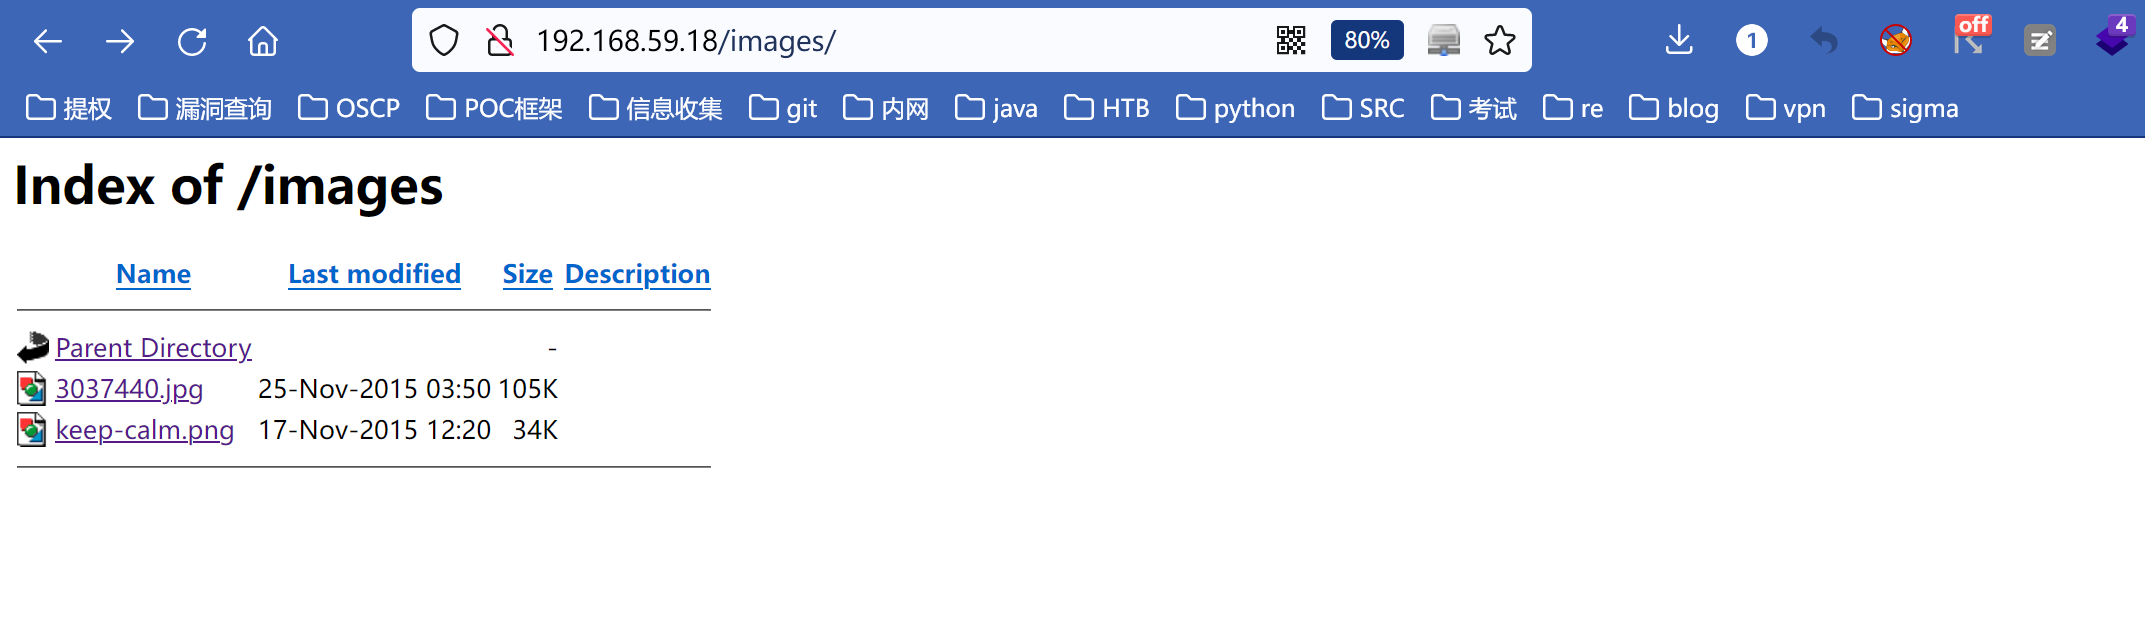 192.168.59.18/images/ 80% 1 off 4
提权 漏洞查询 OSCP POC框架 信息收集 git 内网 java HTB python SRC 考试 re blog vpn sigma
Index of /images
Name Last modified Size Description
Parent Directory -
3037440.jpg 25-Nov-2015 03:50 105K
keep-calm.png 17-Nov-2015 12:20 34K